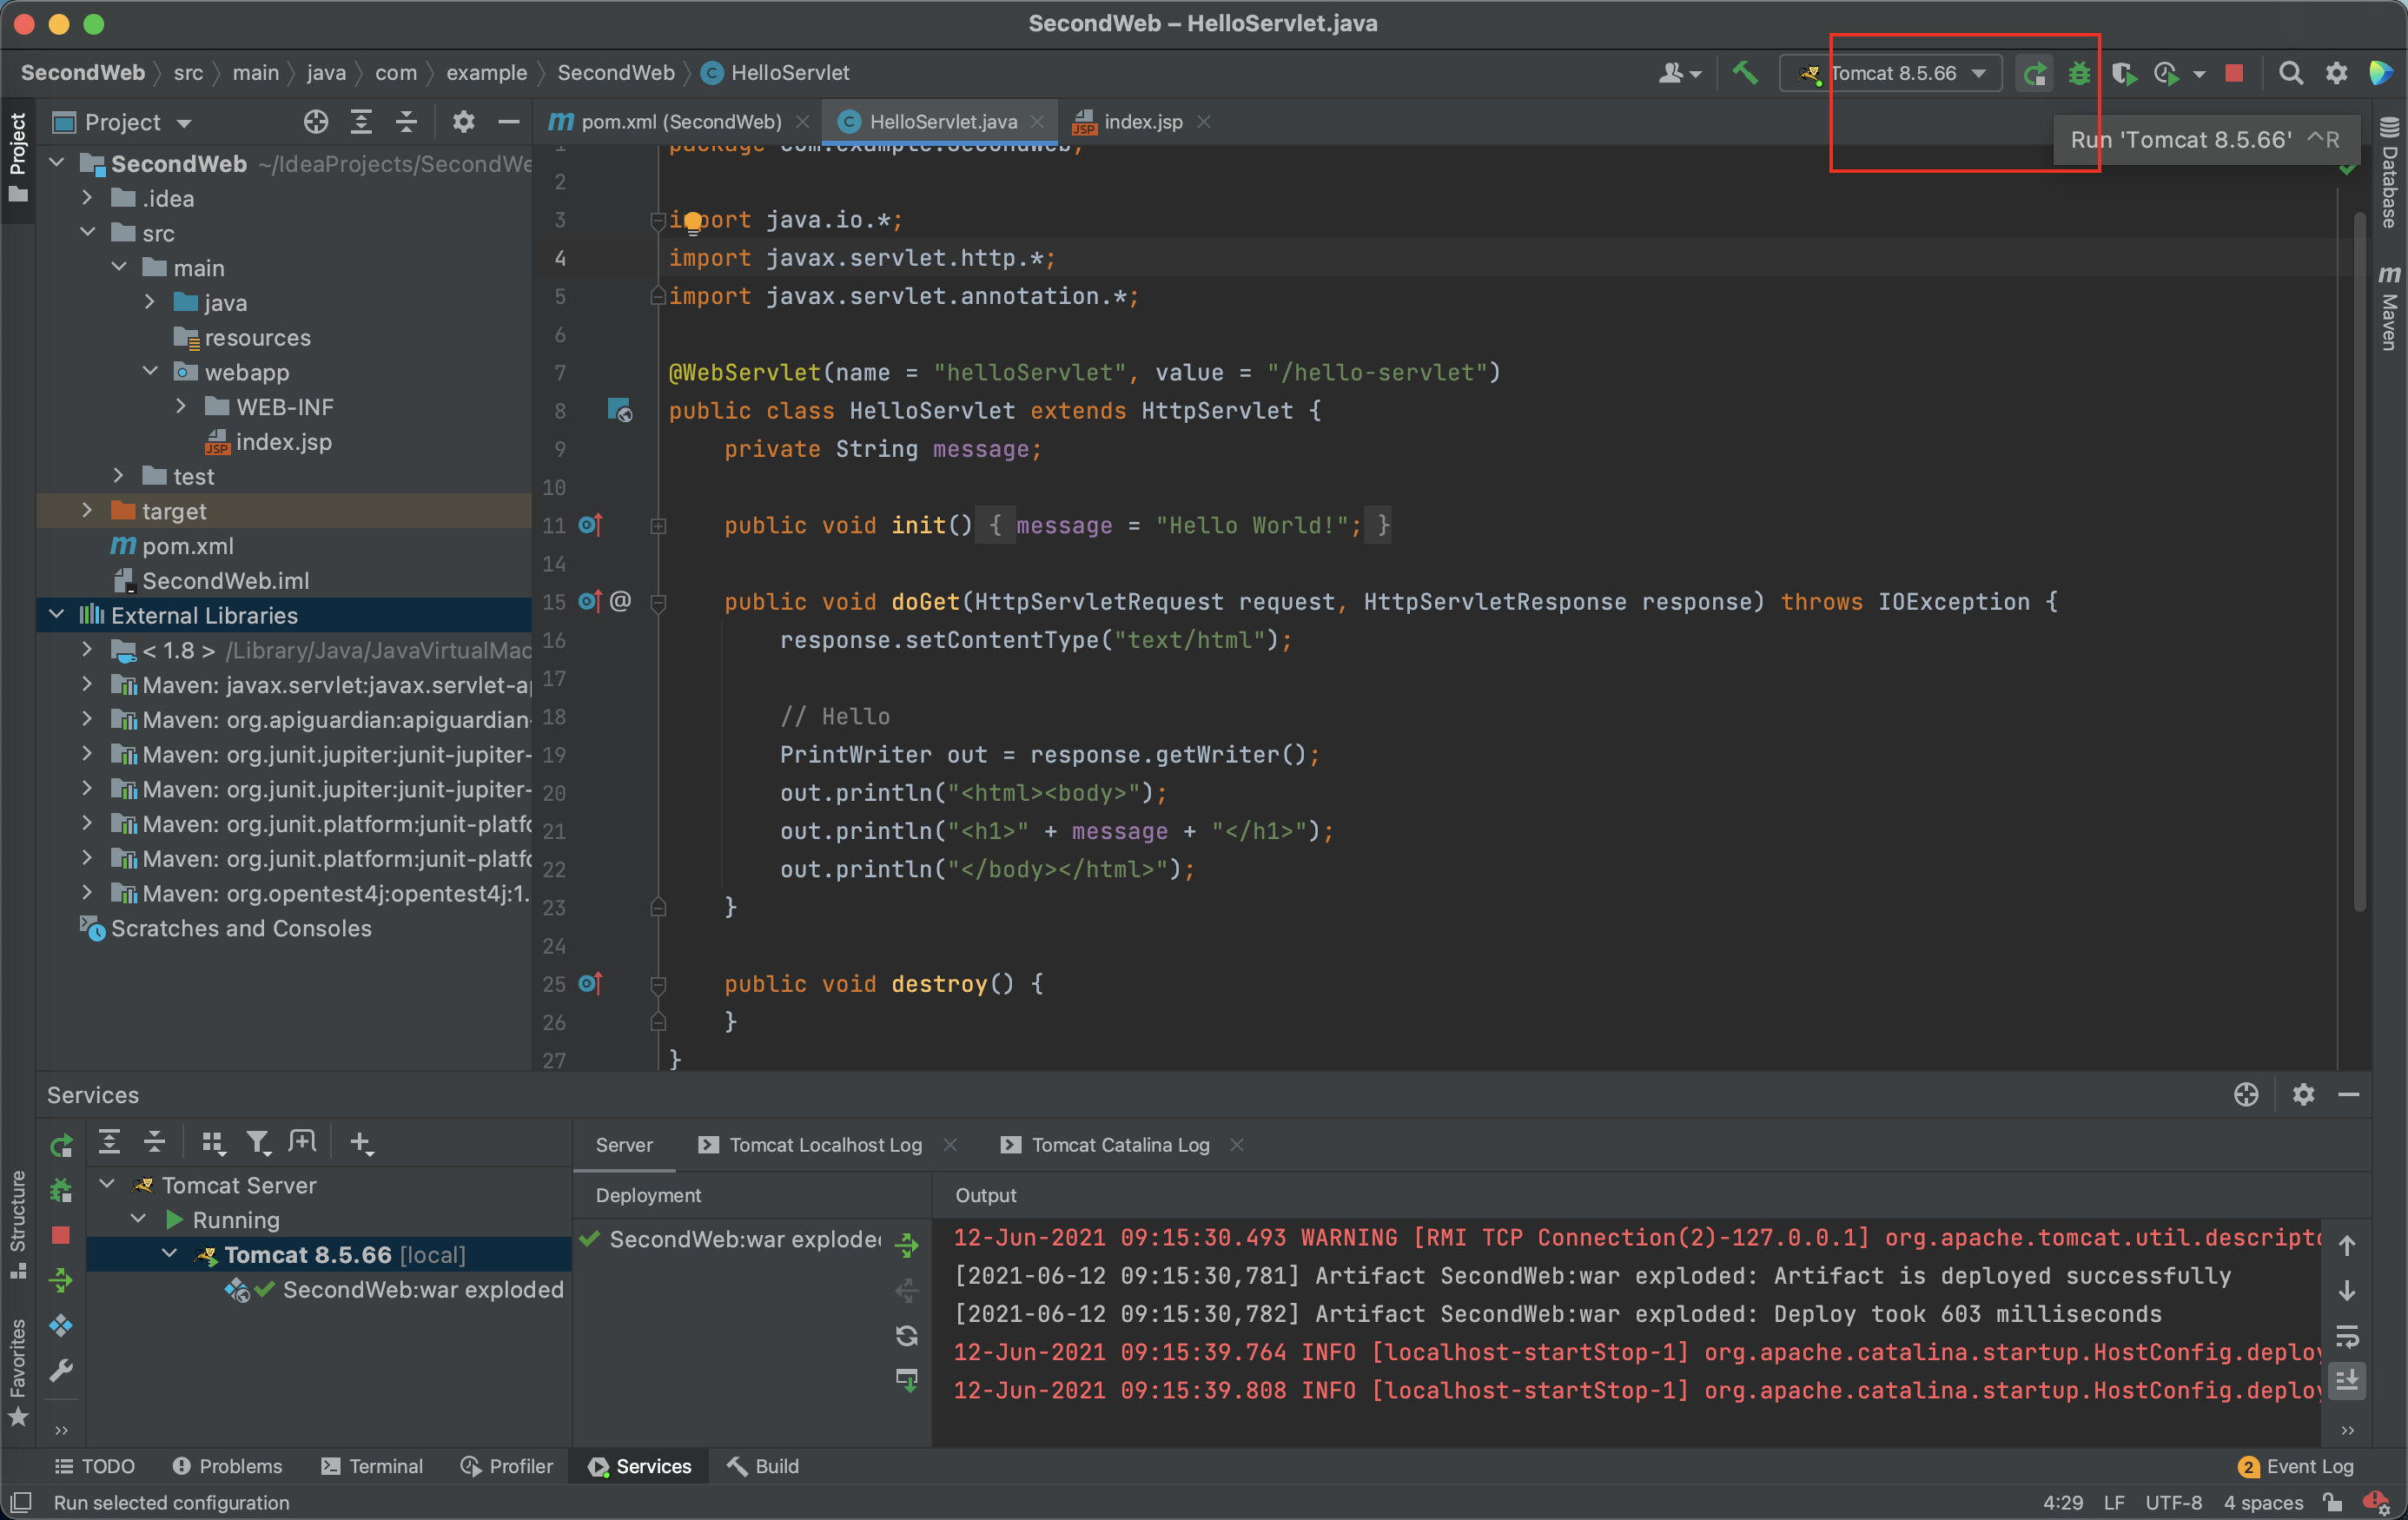 SecondWeb – HelloServlet.java
SecondWeb src main java com example SecondWeb HelloServlet
Tomcat 8.5.66
Run 'Tomcat 8.5.66' ^R
Project
pom.xml (SecondWeb) HelloServlet.java index.jsp
Project
SecondWeb ~/IdeaProjects/SecondWe
.idea
src
main
java
resources
webapp
WEB-INF
index.jsp
test
target
pom.xml
SecondWeb.iml
External Libraries
< 1.8 > /Library/Java/JavaVirtualMac
Maven: javax.servlet:javax.servlet-ap
Maven: org.apiguardian:apiguardian-
Maven: org.junit.jupiter:junit-jupiter-
Maven: org.junit.jupiter:junit-jupiter-
Maven: org.junit.platform:junit-platfo
Maven: org.junit.platform:junit-platfo
Maven: org.opentest4j:opentest4j:1.
Scratches and Consoles
1 package com.example.SecondWeb;
2
3 import java.io.*;
4 import javax.servlet.http.*;
5 import javax.servlet.annotation.*;
6
7 @WebServlet(name = "helloServlet", value = "/hello-servlet")
8 public class HelloServlet extends HttpServlet {
9 private String message;
10
11 public void init() { message = "Hello World!"; }
14
15 @ public void doGet(HttpServletRequest request, HttpServletResponse response) throws IOException {
16 response.setContentType("text/html");
17
18 // Hello
19 PrintWriter out = response.getWriter();
20 out.println("<html><body>");
21 out.println("<h1>" + message + "</h1>");
22 out.println("</body></html>");
23 }
24
25 public void destroy() {
26 }
27 }
Database
Maven
Structure
Favorites
Services
Server Tomcat Localhost Log Tomcat Catalina Log
Tomcat Server
Running
Tomcat 8.5.66 [local]
SecondWeb:war exploded
Deployment
SecondWeb:war exploded
Output
12-Jun-2021 09:15:30.493 WARNING [RMI TCP Connection(2)-127.0.0.1] org.apache.tomcat.util.descripto
[2021-06-12 09:15:30,781] Artifact SecondWeb:war exploded: Artifact is deployed successfully
[2021-06-12 09:15:30,782] Artifact SecondWeb:war exploded: Deploy took 603 milliseconds
12-Jun-2021 09:15:39.764 INFO [localhost-startStop-1] org.apache.catalina.startup.HostConfig.deploy
12-Jun-2021 09:15:39.808 INFO [localhost-startStop-1] org.apache.catalina.startup.HostConfig.deploy
TODO Problems Terminal Profiler Services Build 2 Event Log
Run selected configuration 4:29 LF UTF-8 4 spaces